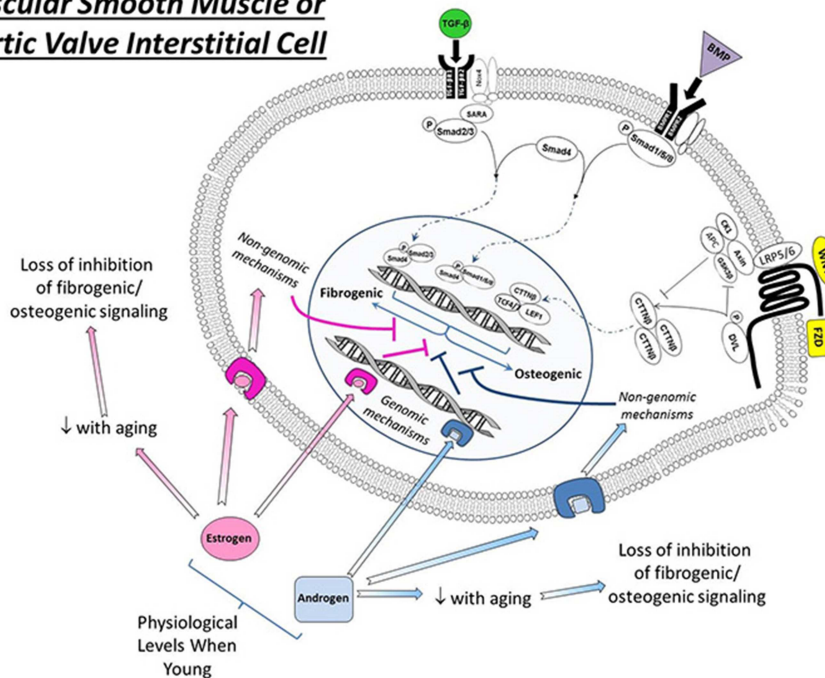 scular Smooth Muscle or
rtic Valve Interstitial Cell
TGF-β
BMP
Nox4
SARA
P
Smad2/3
Smad4
P
Smad1/5/8
BMPR1
BMPR2
CK1
APC
Axin
GSK3β
LRP5/6
FZD
P
DVL
CTTNβ
CTTNβ
CTTNβ
P
Smad2/3
Smad4
P
Smad1/5/8
Smad4
CTTNβ
TCF4/
LEF1
Non-genomic
mechanisms
Fibrogenic
Osteogenic
Genomic
mechanisms
Non-genomic
mechanisms
Loss of inhibition
of fibrogenic/
osteogenic signaling
↓ with aging
Estrogen
Androgen
↓ with aging
Loss of inhibition
of fibrogenic/
osteogenic signaling
Physiological
Levels When
Young